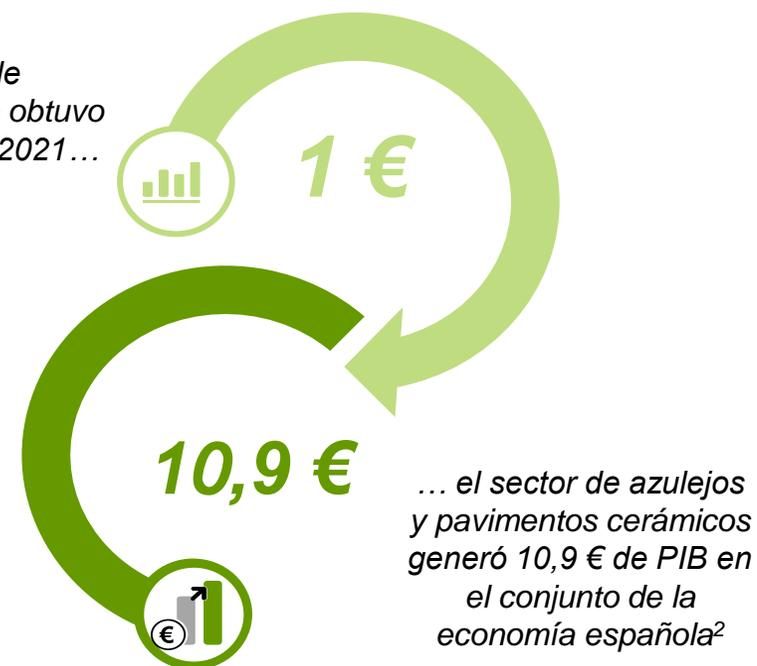 de
obtuvo
2021…
1 €
10,9 €
€
… el sector de azulejos
y pavimentos cerámicos
generó 10,9 € de PIB en
el conjunto de la
economía española²